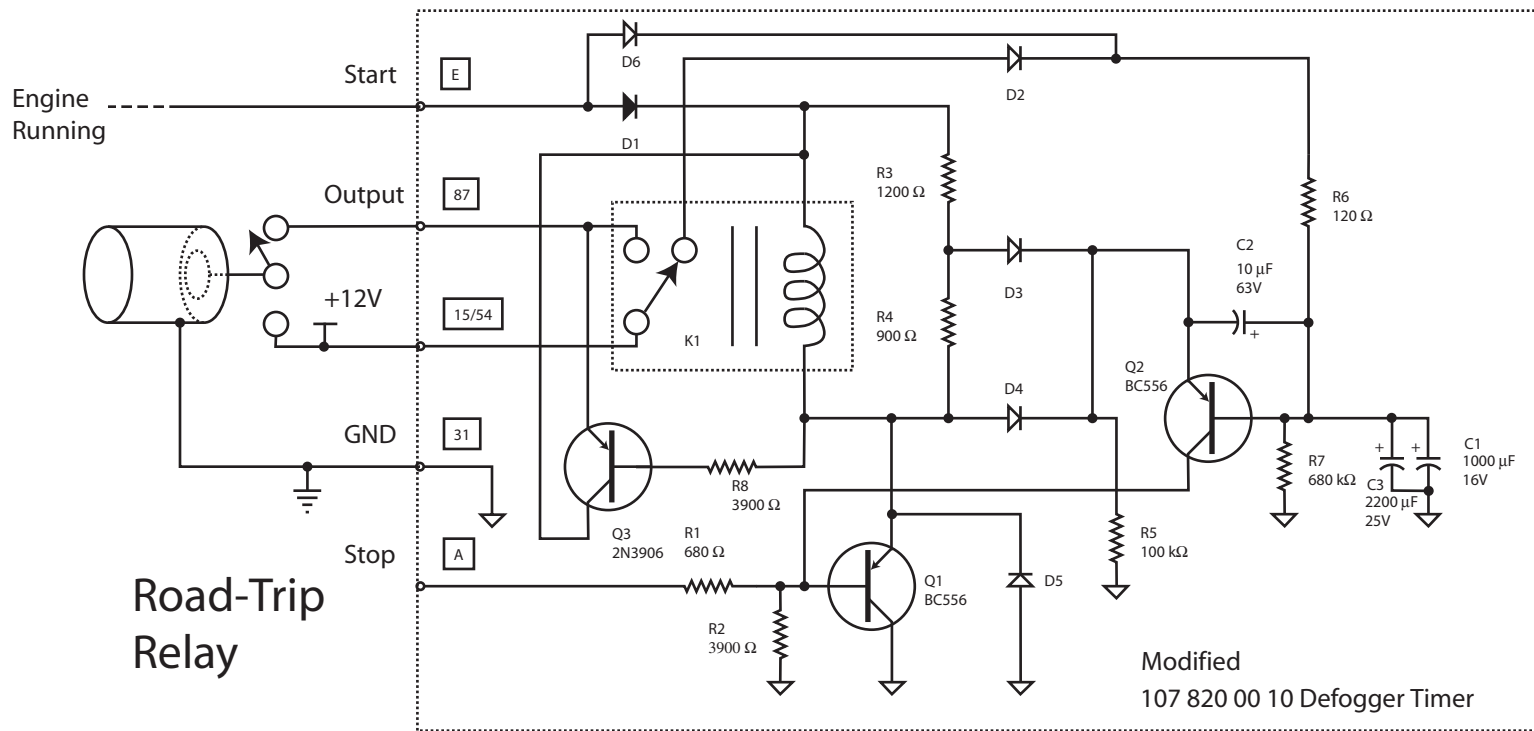 Start
E
Engine
Running
D6
D2
D1
Output
87
R3
1200 Ω
R6
120 Ω
C2
10 µF
63V
+
+12V
15/54
D3
R4
900 Ω
K1
Q2
BC556
D4
GND
31
R8
3900 Ω
R7
680 kΩ
+
+
C1
1000 µF
16V
C3
2200 µF
25V
Q3
2N3906
R1
680 Ω
R5
100 kΩ
Stop
A
Q1
BC556
D5
R2
3900 Ω
Road-Trip
Relay
Modified
107 820 00 10 Defogger Timer